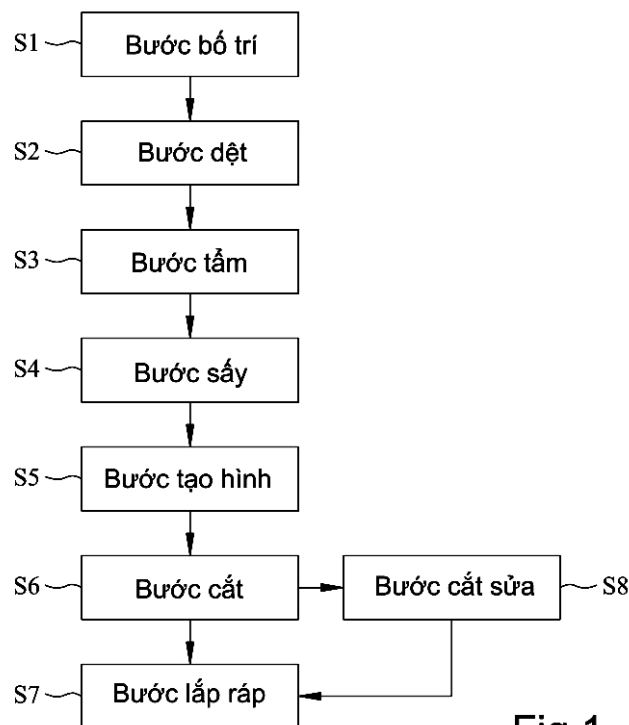 S1 Bước bố trí
S2 Bước dệt
S3 Bước tẩm
S4 Bước sấy
S5 Bước tạo hình
S6 Bước cắt Bước cắt sửa S8
S7 Bước lắp ráp
Fig.1